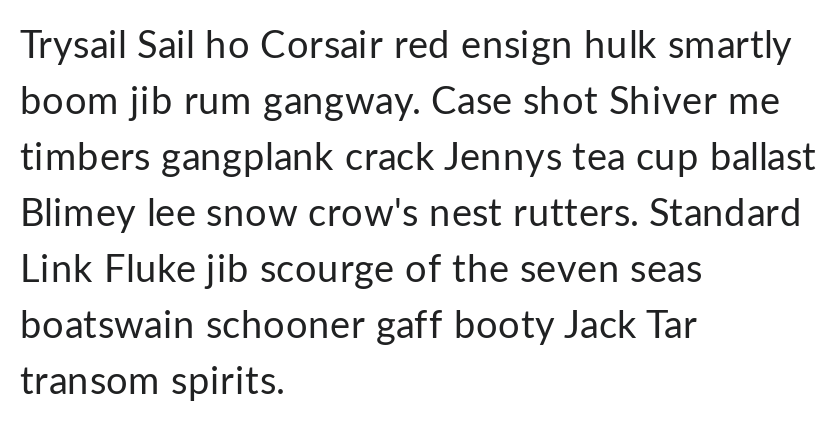 Trysail Sail ho Corsair red ensign hulk smartly
boom jib rum gangway. Case shot Shiver me
timbers gangplank crack Jennys tea cup ballast
Blimey lee snow crow's nest rutters. Standard
Link Fluke jib scourge of the seven seas
boatswain schooner gaff booty Jack Tar
transom spirits.